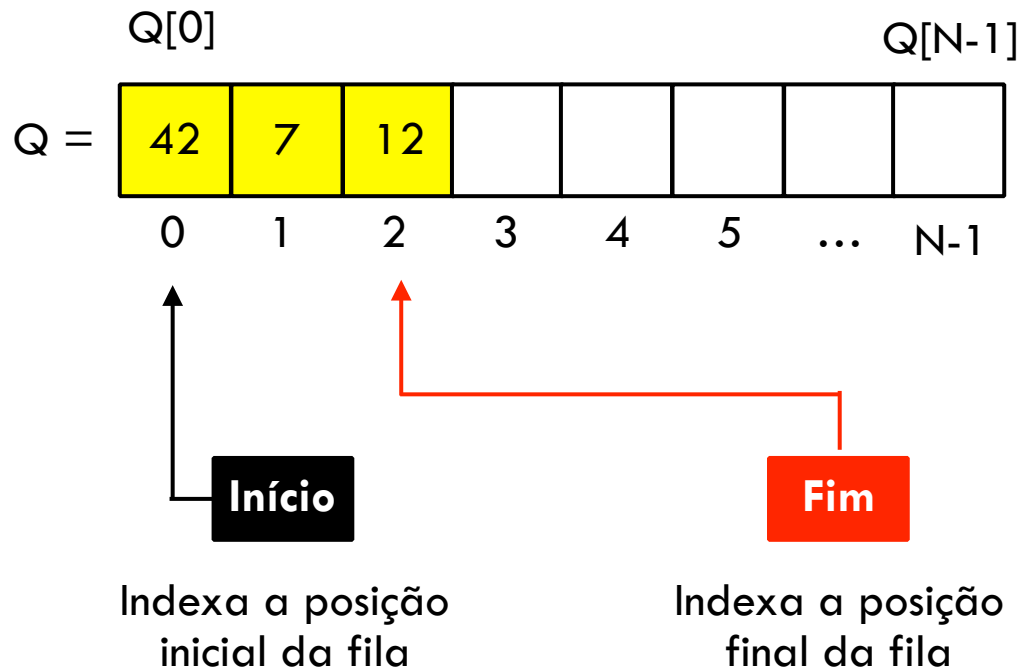 Q[0] Q[N-1]
Q = 42 7 12
0 1 2 3 4 5 ... N-1
Início Fim
Indexa a posição Indexa a posição
inicial da fila final da fila